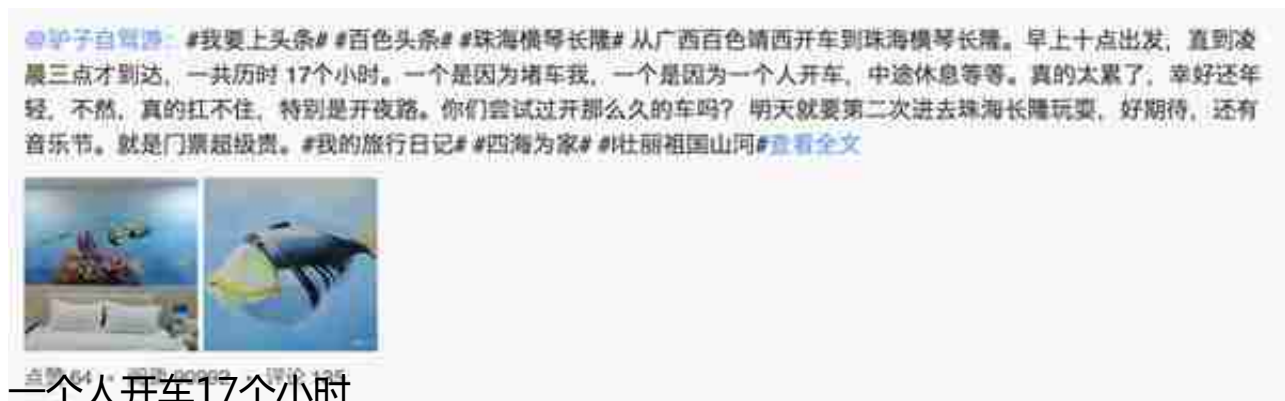 @驴子自驾游：#我要上头条# #百色头条# #珠海横琴长隆# 从广西百色靖西开车到珠海横琴长隆。早上十点出发，直到凌
晨三点才到达，一共历时 17个小时。一个是因为堵车我，一个是因为一个人开车，中途休息等等。真的太累了，幸好还年
轻，不然，真的扛不住，特别是开夜路。你们尝试过开那么久的车吗？ 明天就要第二次进去珠海长隆玩耍，好期待，还有
音乐节。就是门票超级贵。#我的旅行日记# #四海为家# #壮丽祖国山河#查看全文
点赞 64 · 阅读 · 评论
一个人开车17个小时